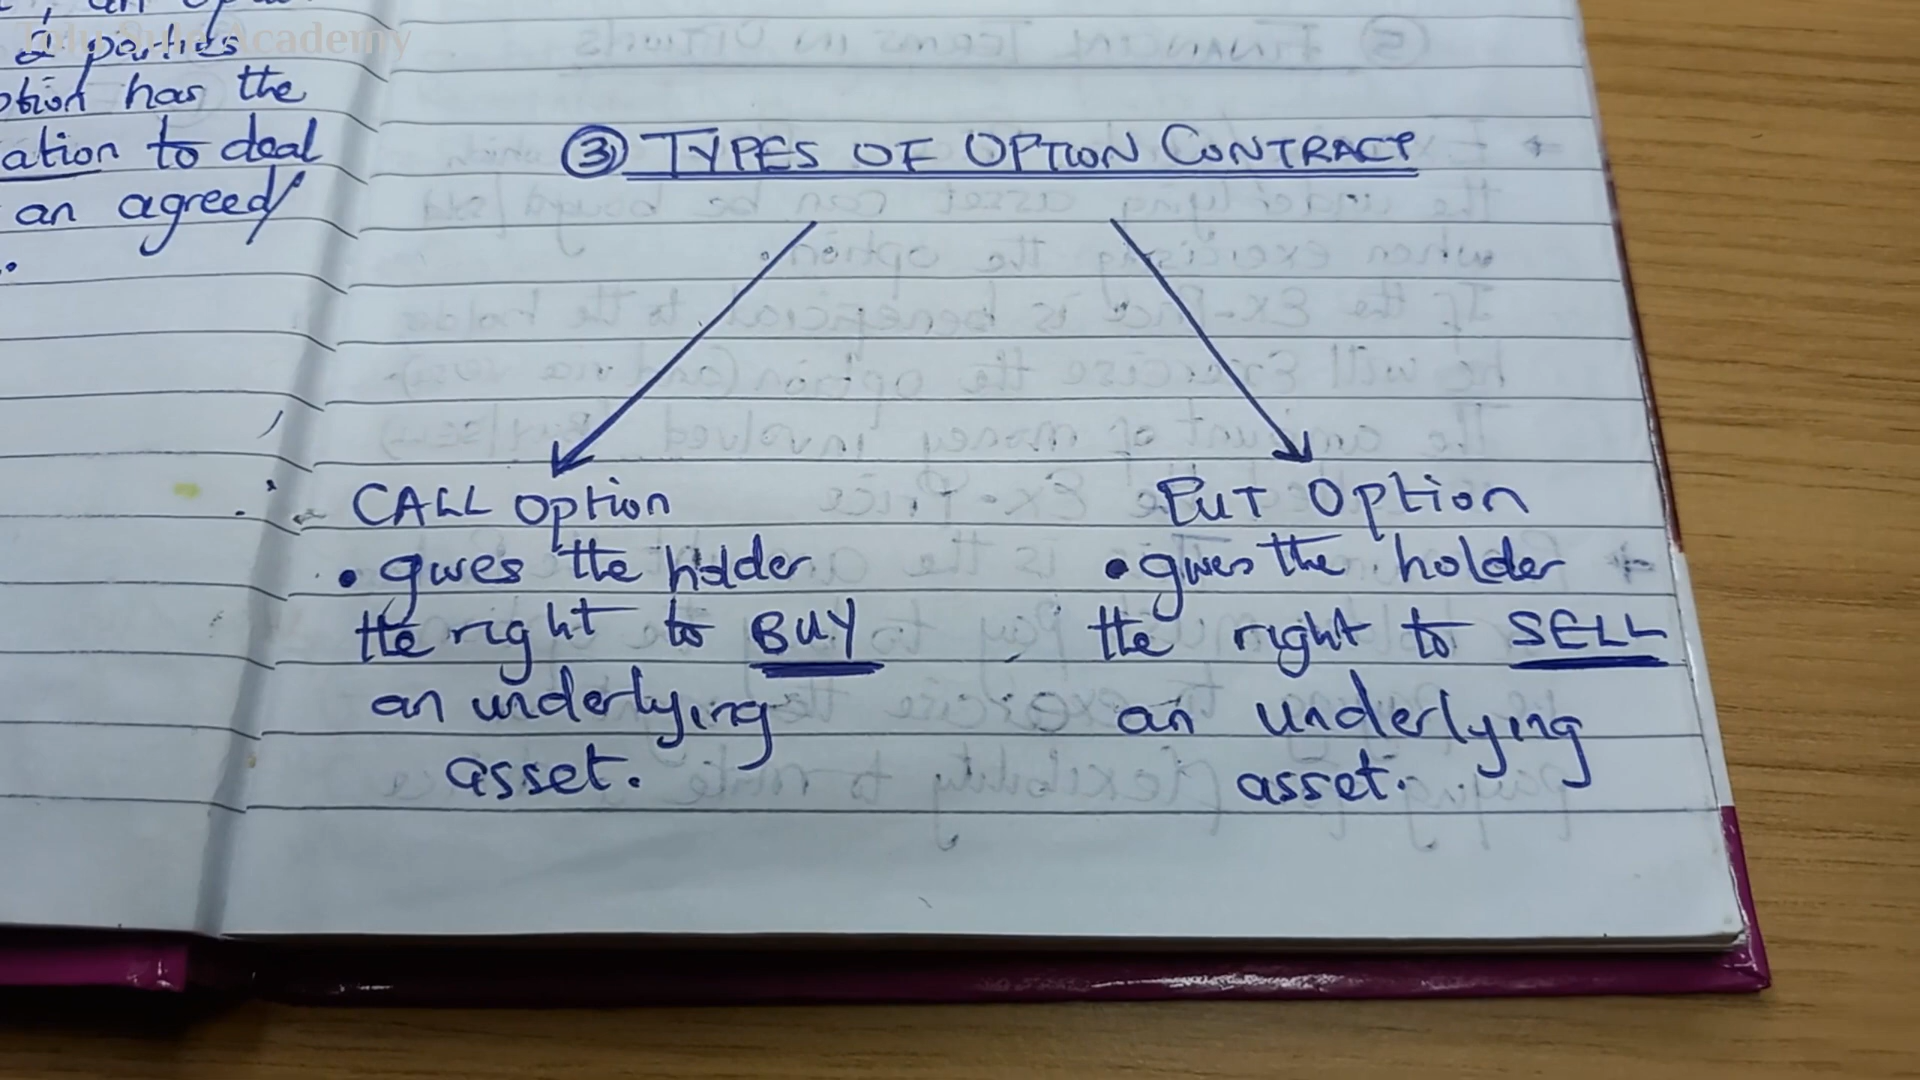 2 parties
has the
ation to deal
an agreed/
③ TYPES OF OPTION CONTRACT
CALL option
• gives the holder
the right to BUY
an underlying
asset.
PUT Option
• gives the holder
the right to SELL
an underlying
asset.